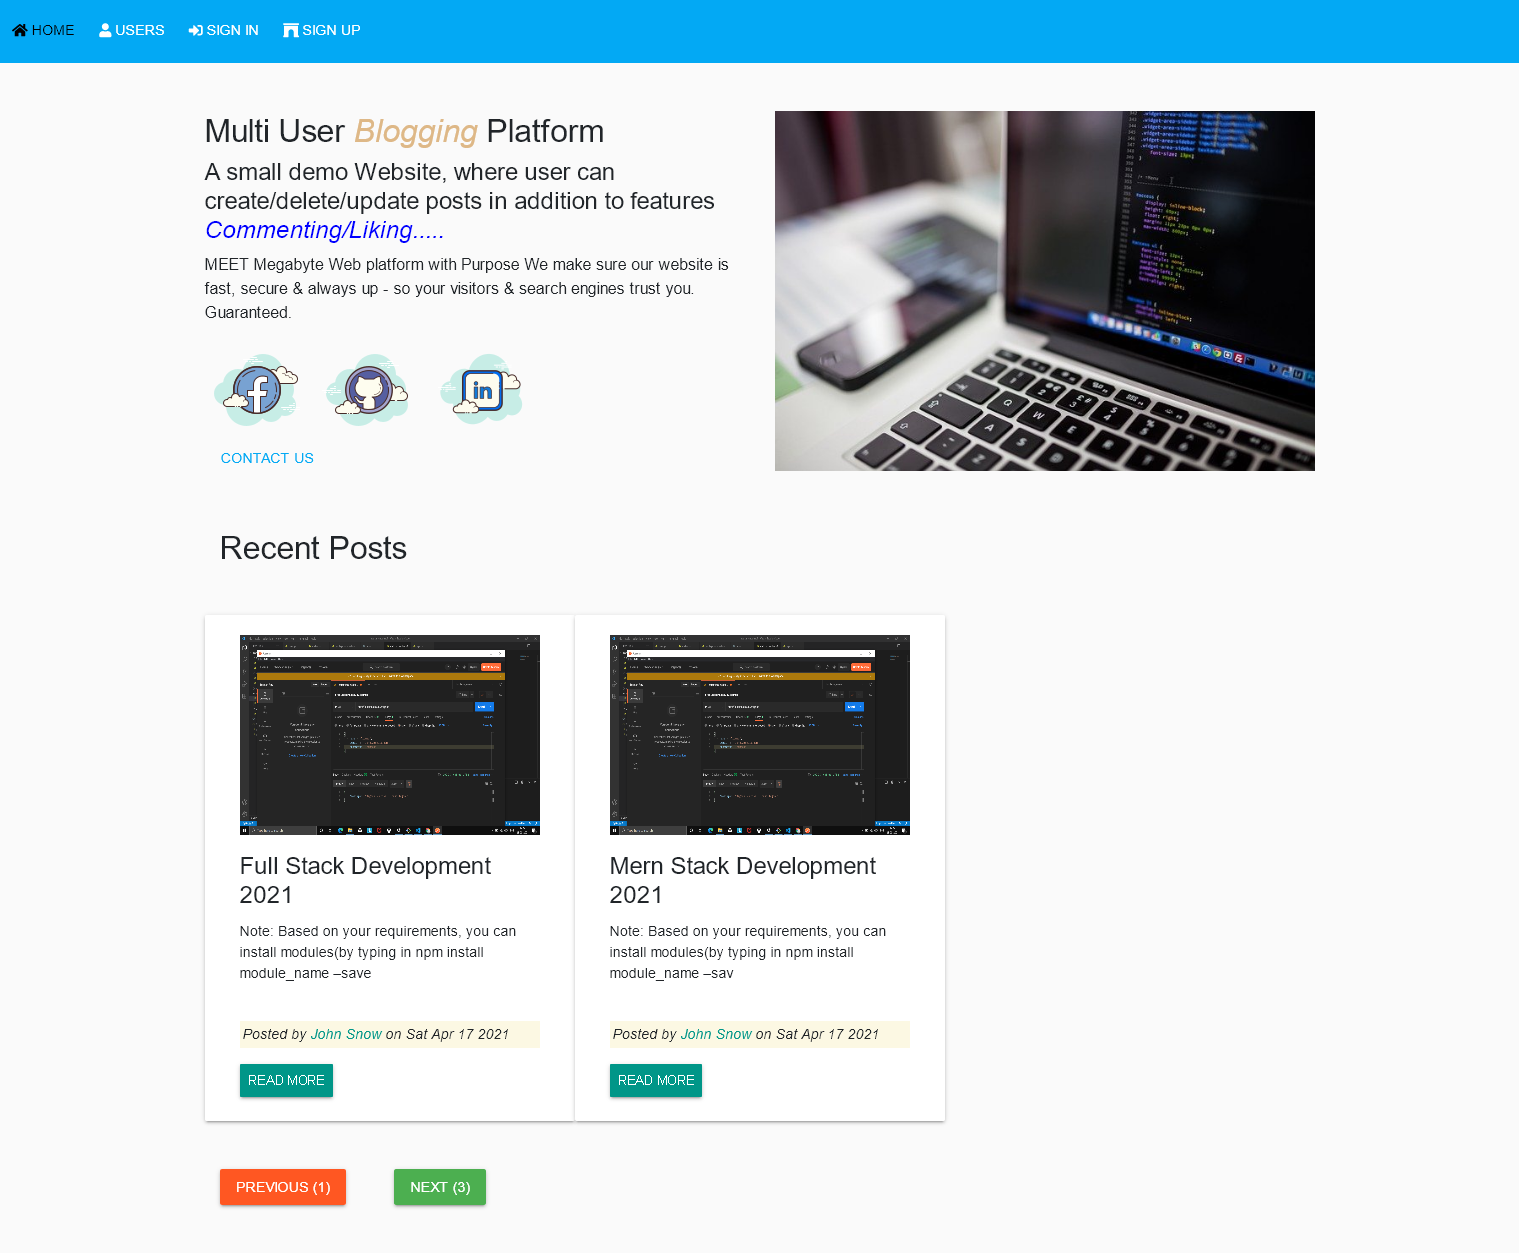 HOME USERS SIGN IN SIGN UP
Multi User Blogging Platform
A small demo Website, where user can
create/delete/update posts in addition to features
Commenting/Liking.....
MEET Megabyte Web platform with Purpose We make sure our website is
fast, secure & always up - so your visitors & search engines trust you.
Guaranteed.
CONTACT US
Recent Posts
Full Stack Development
2021
Note: Based on your requirements, you can
install modules(by typing in npm install
module_name –save
Posted by John Snow on Sat Apr 17 2021
READ MORE
Mern Stack Development
2021
Note: Based on your requirements, you can
install modules(by typing in npm install
module_name –sav
Posted by John Snow on Sat Apr 17 2021
READ MORE
PREVIOUS (1) NEXT (3)